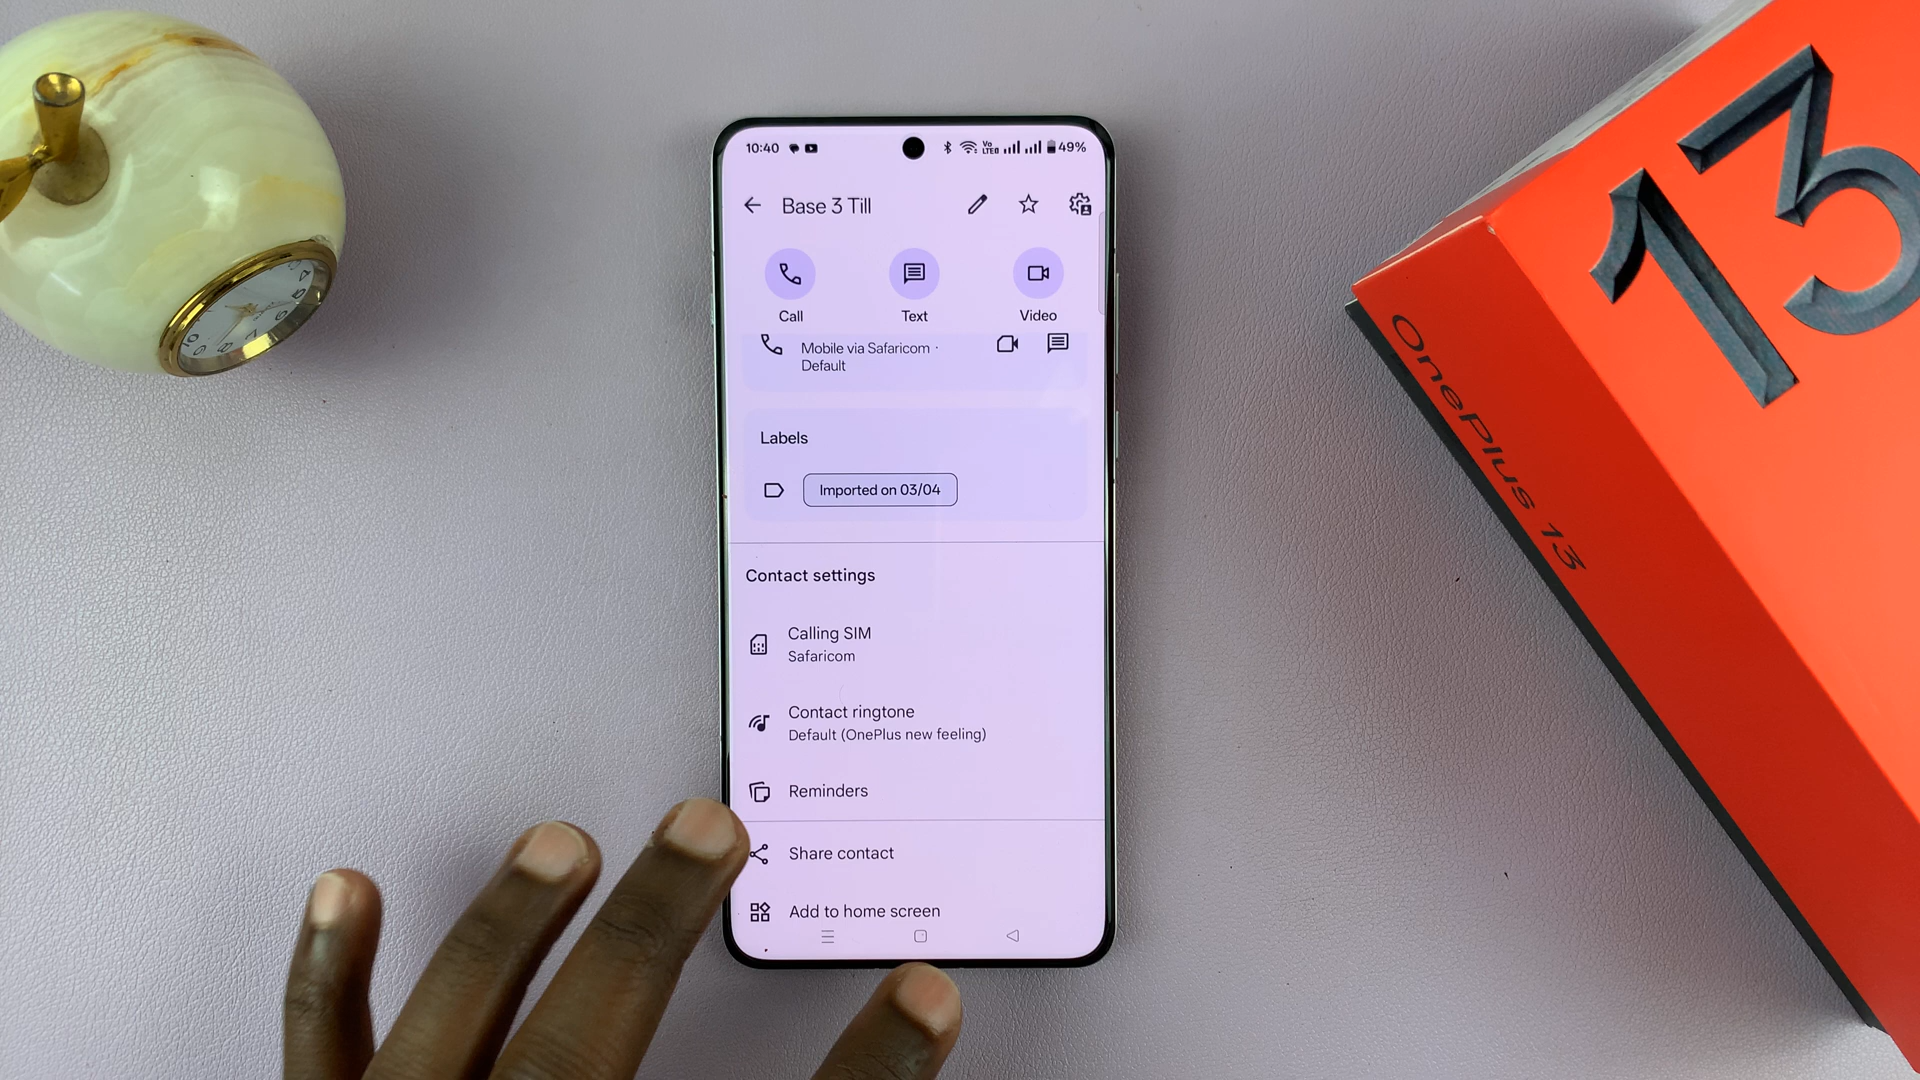 10:40
Vo
LTE
49%
Base 3 Till
Call
Text
Video
Mobile via Safaricom ·
Default
Labels
Imported on 03/04
Contact settings
Calling SIM
Safaricom
Contact ringtone
Default (OnePlus new feeling)
Reminders
Share contact
Add to home screen
13
OnePlus 13